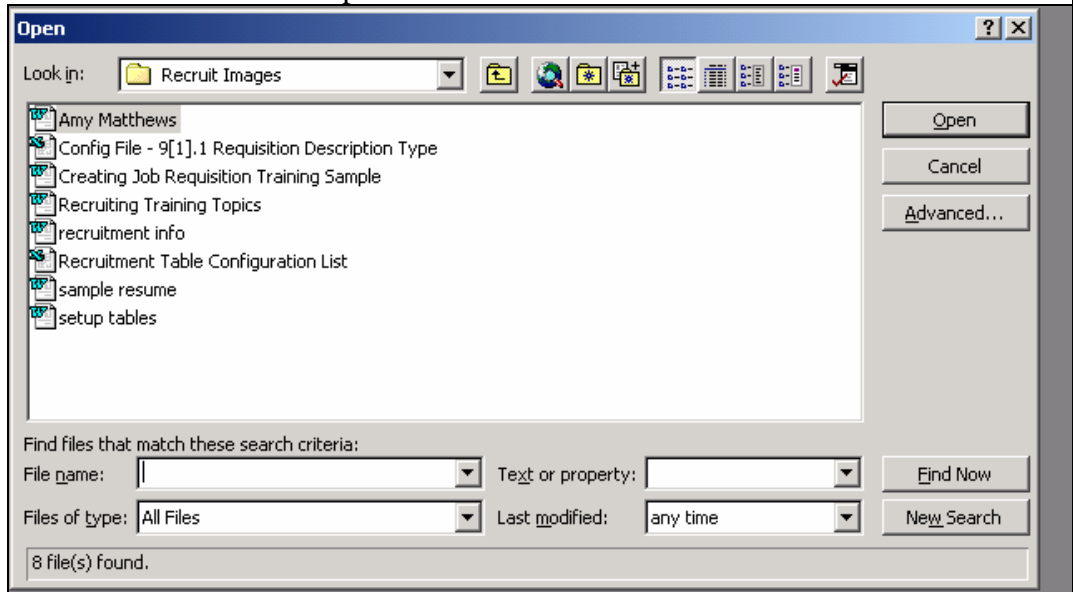 Open
Look in: Recruit Images
Amy Matthews
Open
Config File - 9[1].1 Requisition Description Type
Creating Job Requisition Training Sample
Cancel
Recruiting Training Topics
Advanced...
recruitment info
Recruitment Table Configuration List
sample resume
setup tables
Find files that match these search criteria:
File name: Text or property: Find Now
Files of type: All Files Last modified: any time New Search
8 file(s) found.